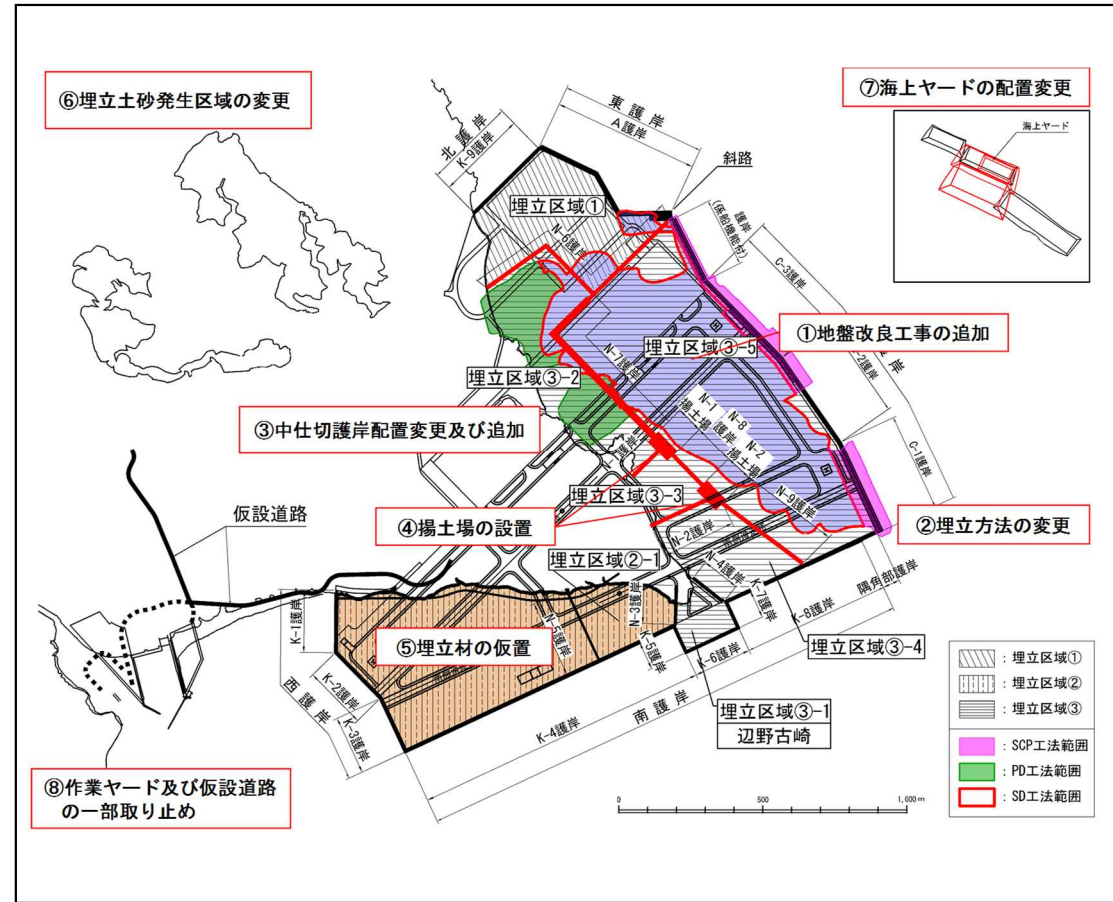 ⑥埋立土砂発生区域の変更
⑦海上ヤードの配置変更
海上ヤード
東護岸
A護岸
北護岸
K-9護岸
斜路
埋立区域①
N-6護岸
護岸
(係船機能付)
C-3護岸
①地盤改良工事の追加
埋立区域③-5
N-7護岸
-2護岸
護岸
埋立区域③-2
N-1
揚土場
N-8
護岸
N-2
揚土場
③中仕切護岸配置変更及び追加
C-1護岸
埋立区域③-3
N-9護岸
仮設道路
④揚土場の設置
②埋立方法の変更
N-2護岸
埋立区域②-1
N-4護岸
隅角部護岸
K-7護岸
K-8護岸
K-1護岸
N-3護岸
N-5護岸
K-5護岸
⑤埋立材の仮置
埋立区域③-4
K-6護岸
K-2護岸
西護岸
K-3護岸
南護岸
K-4護岸
埋立区域③-1
辺野古崎
⑧作業ヤード及び仮設道路
の一部取り止め
0 500 1,000m
：埋立区域①
：埋立区域②
：埋立区域③
：SCP工法範囲
：PD工法範囲
：SD工法範囲